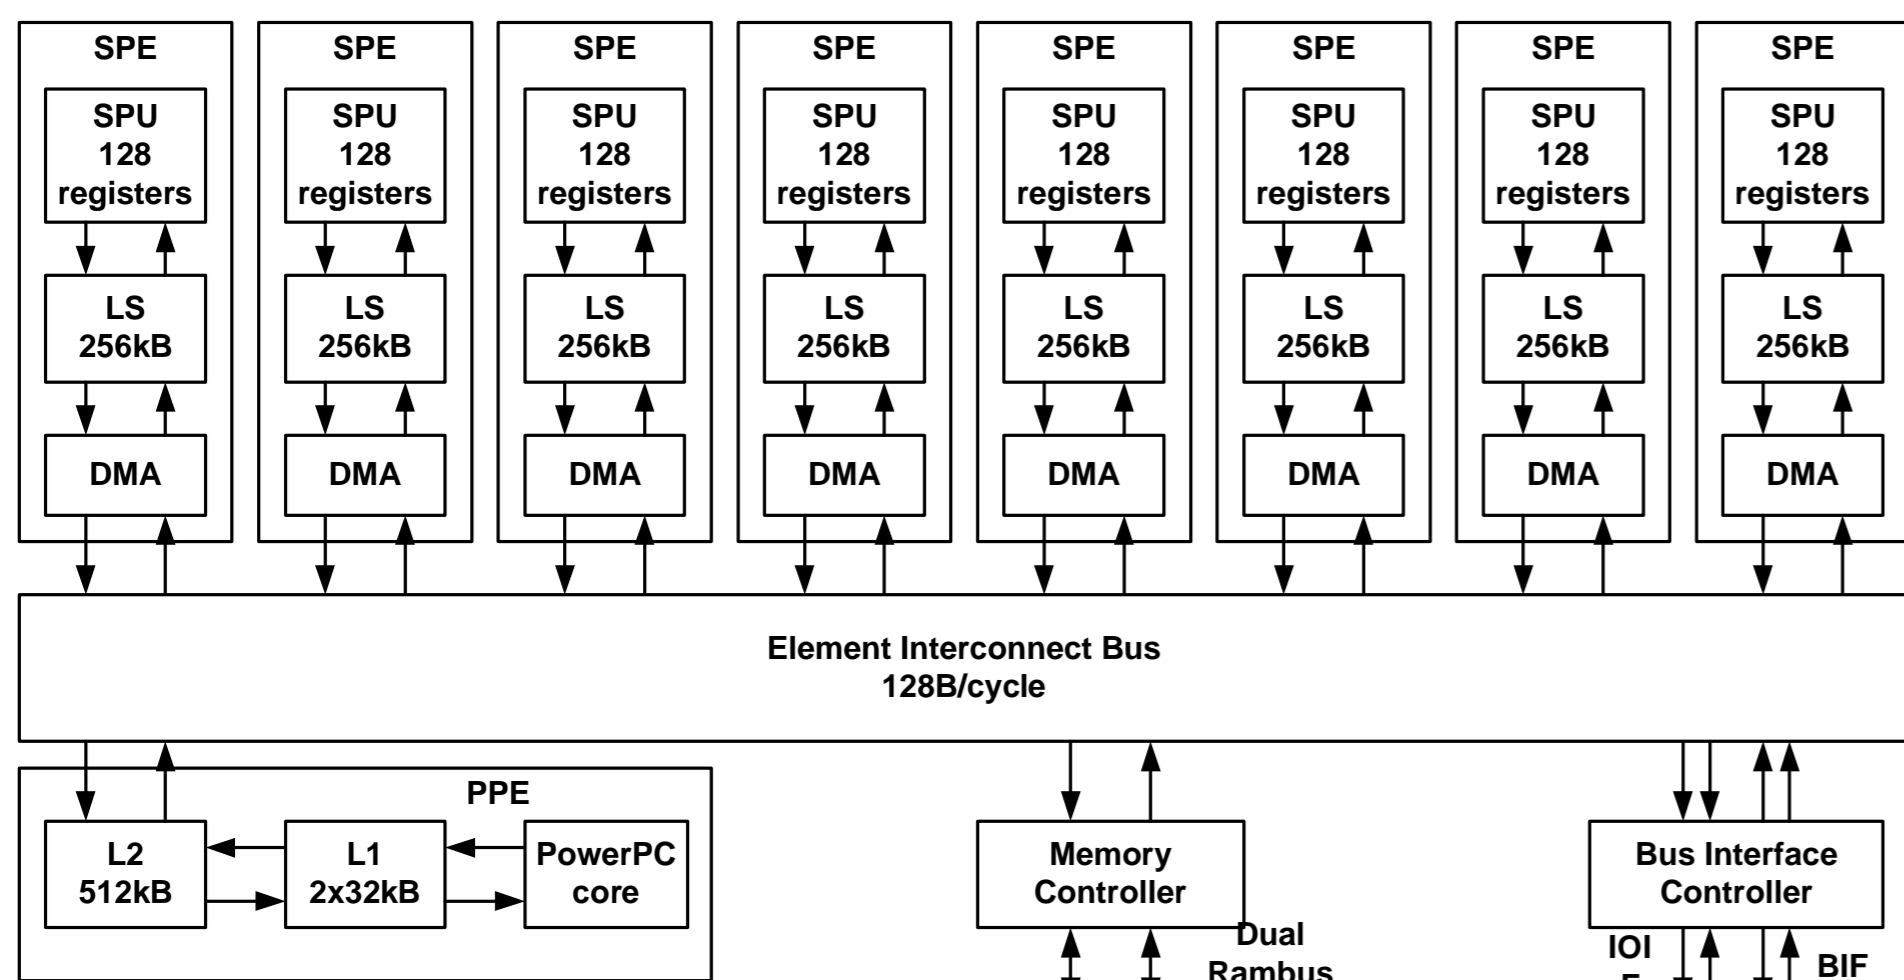 SPE SPE SPE SPE SPE SPE SPE SPE
SPU SPU SPU SPU SPU SPU SPU SPU
128 128 128 128 128 128 128 128
registers registers registers registers registers registers registers registers
LS LS LS LS LS LS LS LS
256kB 256kB 256kB 256kB 256kB 256kB 256kB 256kB
DMA DMA DMA DMA DMA DMA DMA DMA
Element Interconnect Bus
128B/cycle
PPE
L2 L1 PowerPC Memory Bus Interface
512kB 2x32kB core Controller Controller
Dual IOI
Rambus BIF